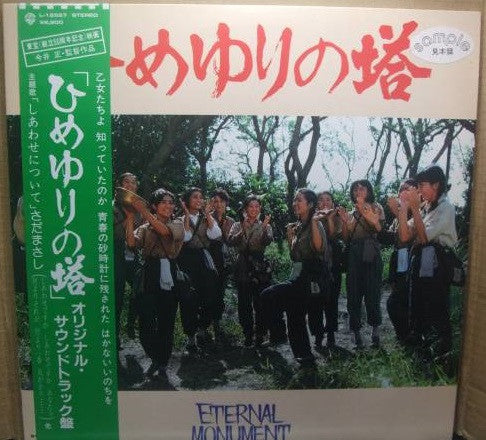 L-12527 STEREO
¥2,800
東宝・創立50周年記念映画
今井 正・監督作品
「ひめゆりの塔」
オリジナル・
サウンドトラック盤
主題歌「しあわせについて」さだまさし
他
乙女たちよ 知っていたのか 青春の砂時計に残された はかないいのちを
ひめゆりの塔
sample
見本盤
ETERNAL
MONUMENT